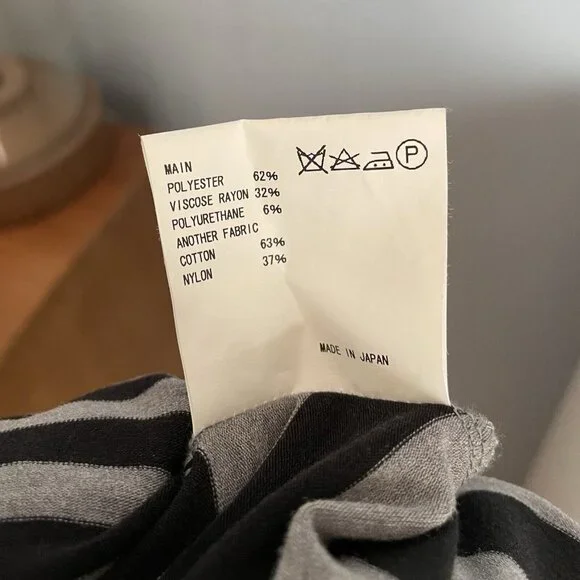 MAIN
POLYESTER 62%
VISCOSE RAYON 32%
POLYURETHANE 6%
ANOTHER FABRIC
COTTON 63%
NYLON 37%
P
MADE IN JAPAN